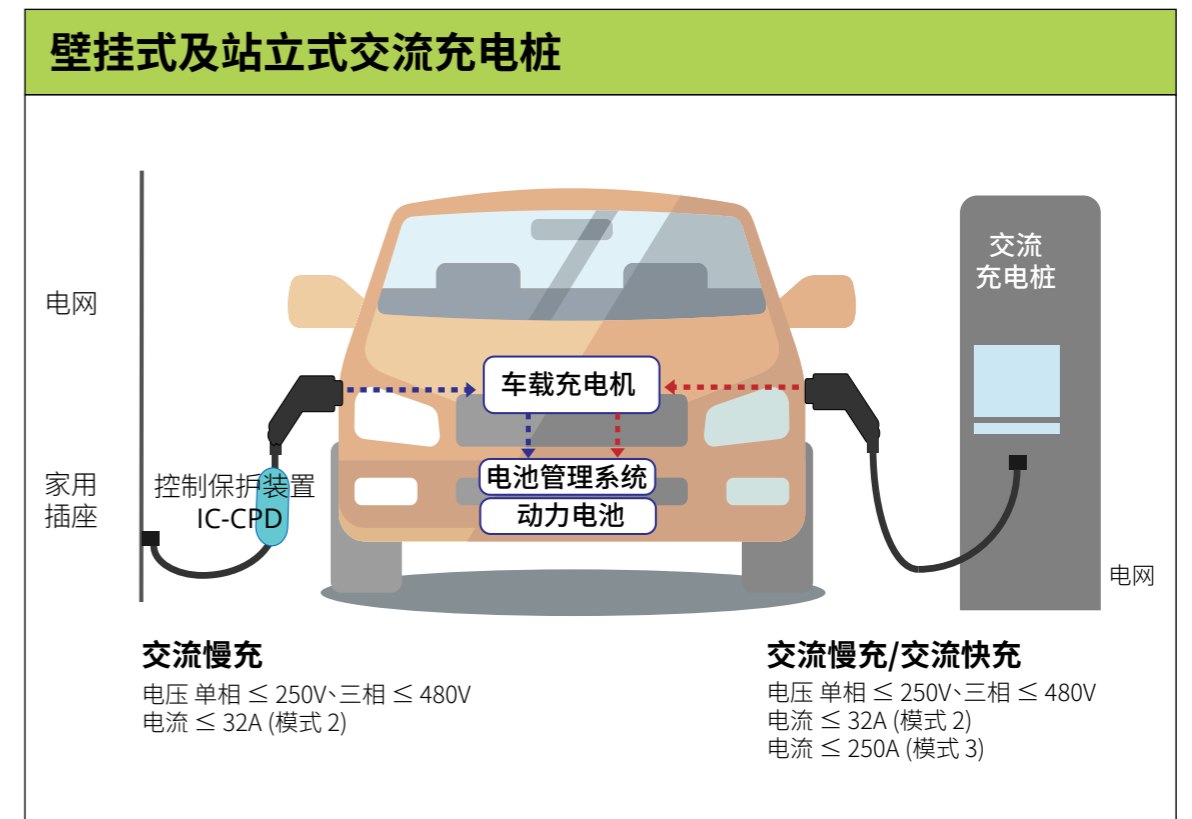 壁挂式及站立式交流充电桩
电网
交流
充电桩
车载充电机
家用
插座
控制保护装置
IC-CPD
电池管理系统
动力电池
电网
交流慢充
电压 单相 ≤ 250V、三相 ≤ 480V
电流 ≤ 32A (模式 2)
交流慢充/交流快充
电压 单相 ≤ 250V、三相 ≤ 480V
电流 ≤ 32A (模式 2)
电流 ≤ 250A (模式 3)